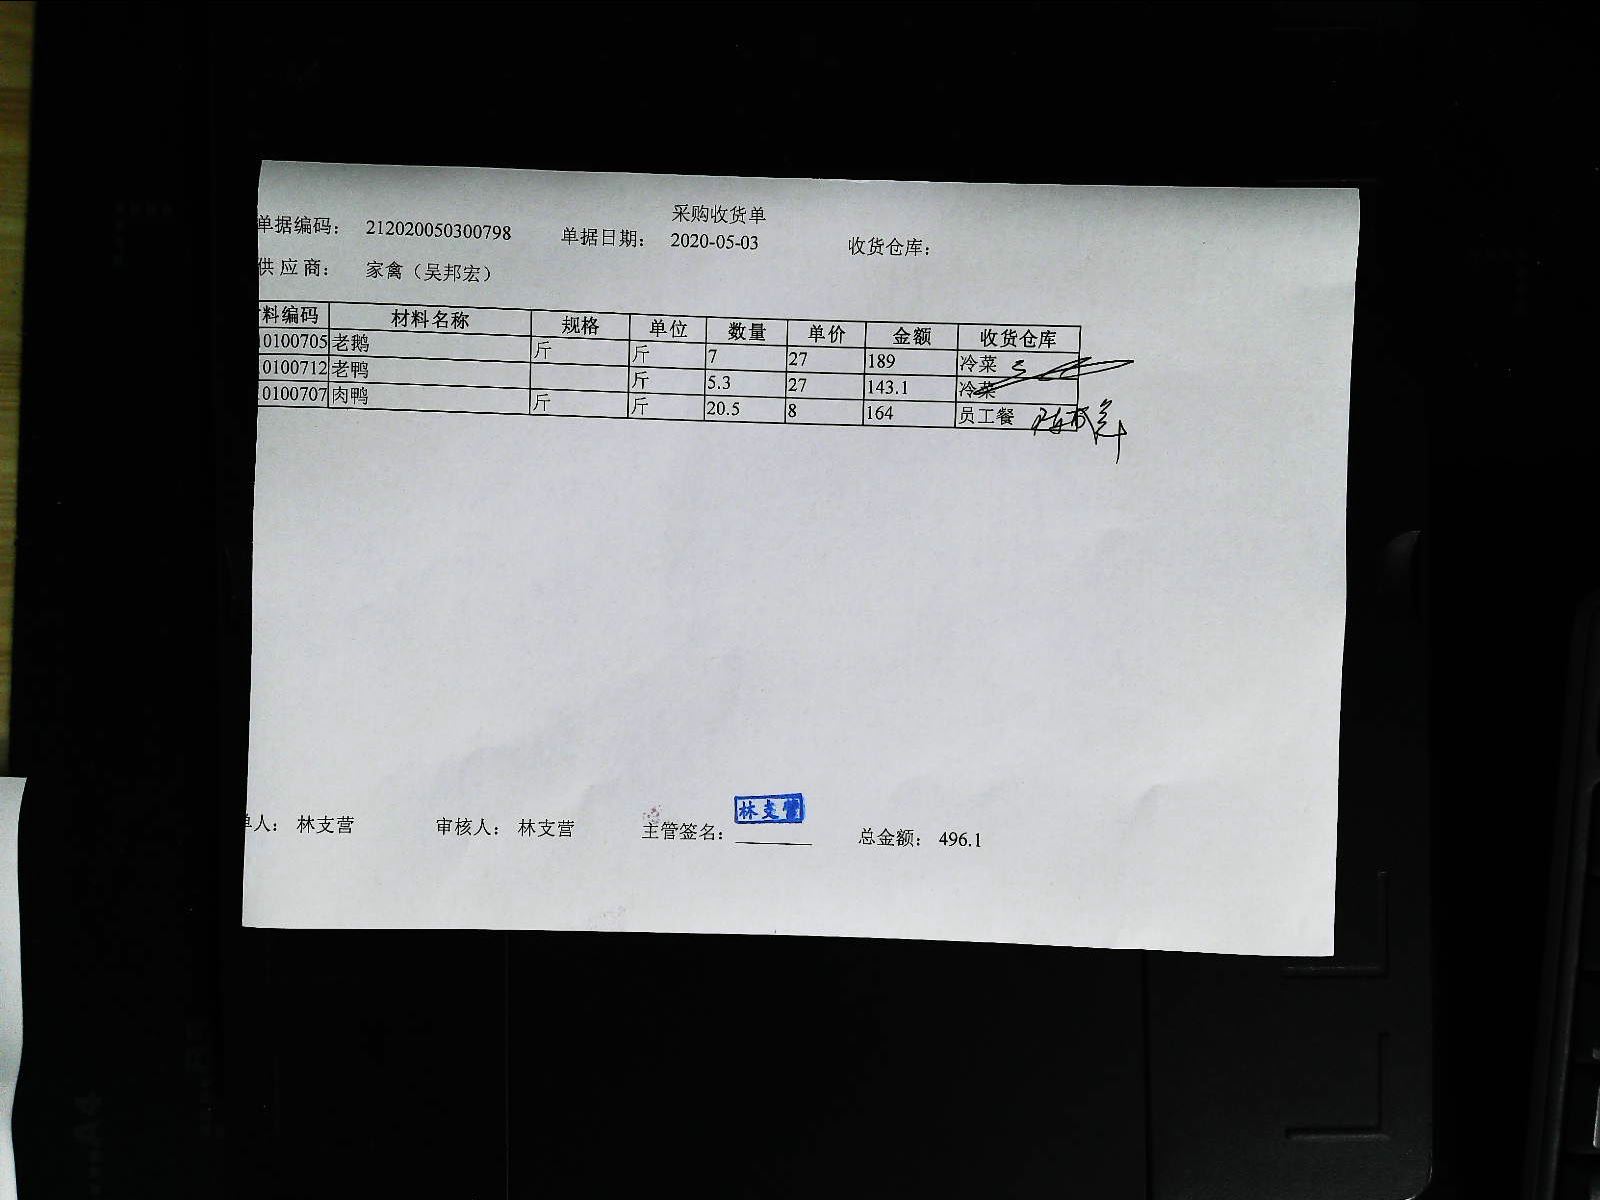 采购收货单
单据编码： 212020050300798 单据日期： 2020-05-03 收货仓库：
供应商： 家禽（吴邦宏）
料编码 材料名称 规格 单位 数量 单价 金额 收货仓库
0100705 老鹅 斤 斤 7 27 189 冷菜
0100712 老鸭 斤 5.3 27 143.1 冷菜
0100707 肉鸭 斤 斤 20.5 8 164 员工餐
单人： 林支营 审核人： 林支营 主管签名： 林支营 总金额： 496.1